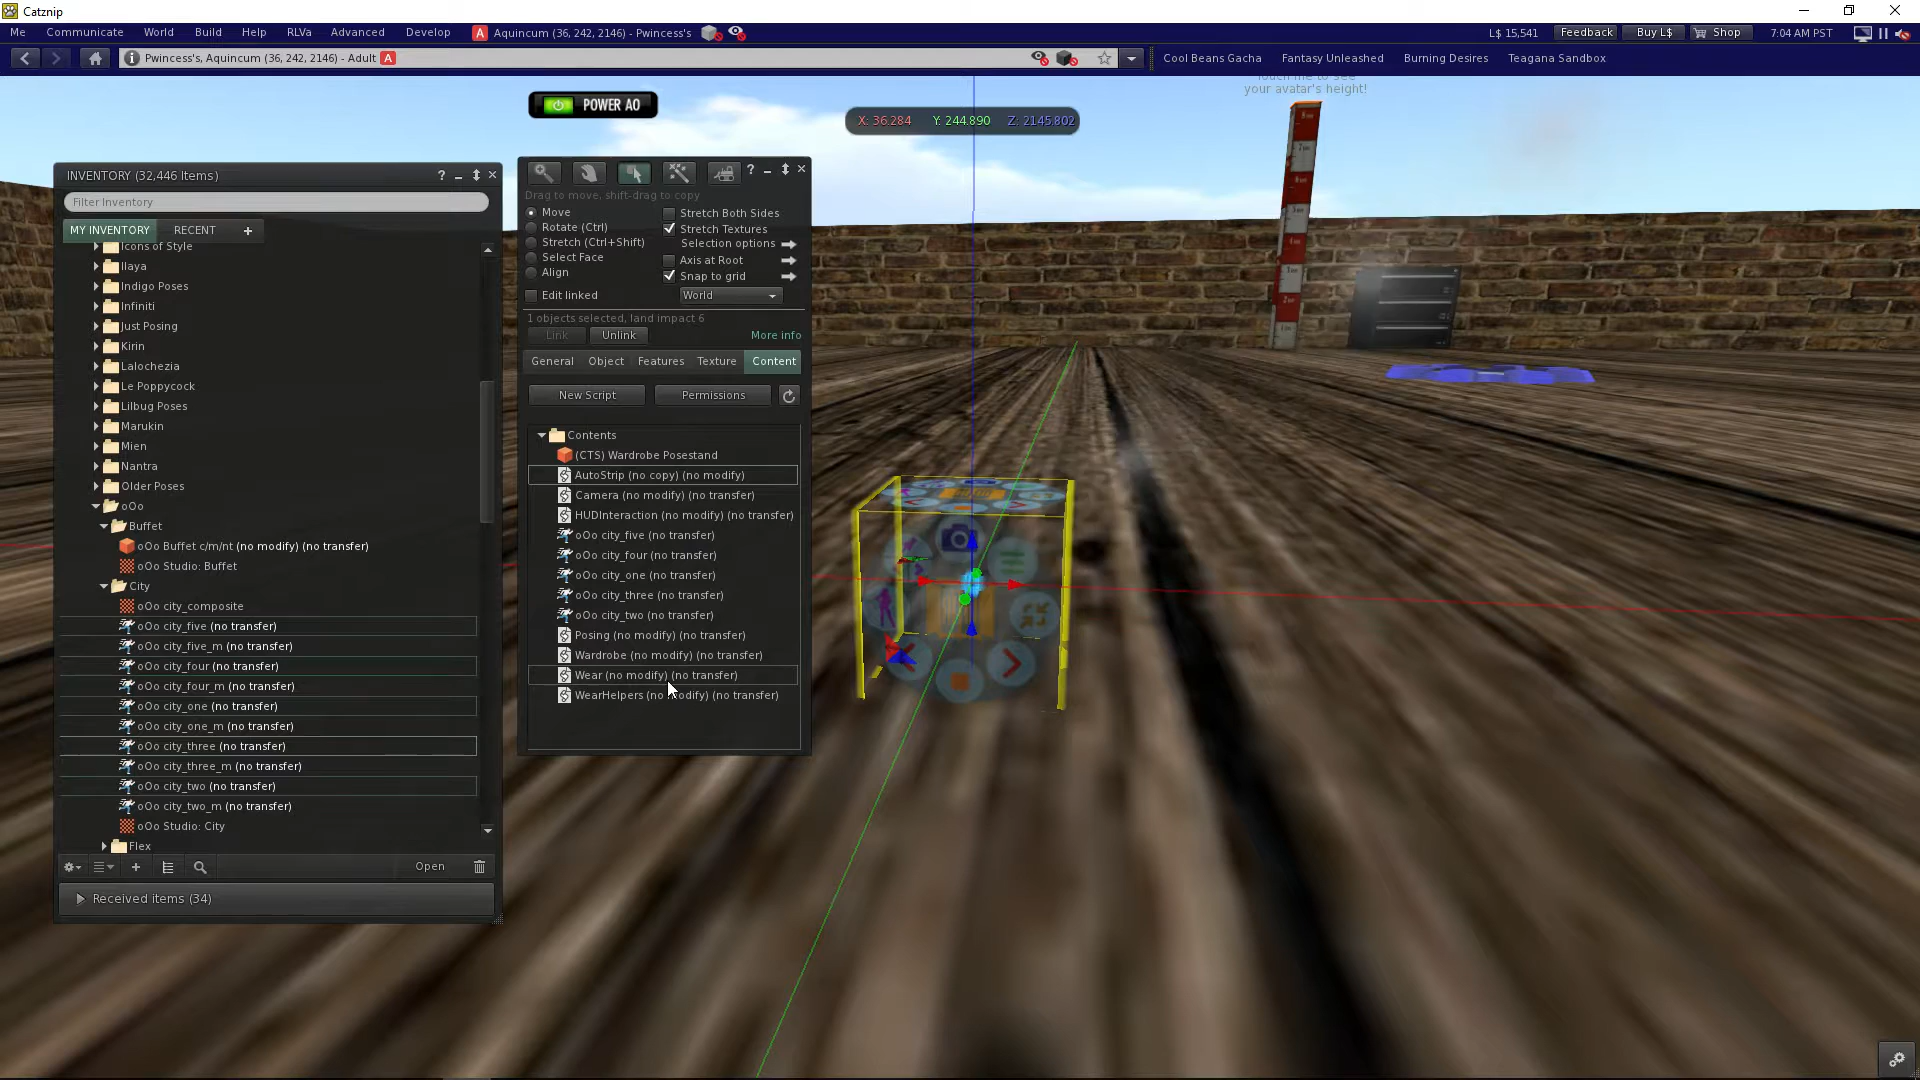 Catznip
Me Communicate World Build Help RLVa Advanced Develop A Aquincum (36, 242, 2146) - Pwincess's L$ 15,541 Feedback Buy L$ Shop 7:04 AM PST
Pwincess's, Aquincum (36, 242, 2146) - Adult A Cool Beans Gacha Fantasy Unleashed Burning Desires Teagana Sandbox
Touch me to see
your avatar's height!
POWER AO
X: 36.284 Y: 244.890 Z: 2145.802
INVENTORY (32,446 Items) ?
Filter Inventory
MY INVENTORY RECENT +
Icons of Style
Ilaya
Indigo Poses
Infiniti
Just Posing
Kirin
Lalochezia
Le Poppycock
Lilbug Poses
Marukin
Mien
Nantra
Older Poses
oOo
Buffet
oOo Buffet c/m/nt (no modify) (no transfer)
oOo Studio: Buffet
City
oOo city_composite
oOo city_five (no transfer)
oOo city_five_m (no transfer)
oOo city_four (no transfer)
oOo city_four_m (no transfer)
oOo city_one (no transfer)
oOo city_one_m (no transfer)
oOo city_three (no transfer)
oOo city_three_m (no transfer)
oOo city_two (no transfer)
oOo city_two_m (no transfer)
oOo Studio: City
Flex
Open
Received items (34)
?
Drag to move, shift-drag to copy
Move
Rotate (Ctrl)
Stretch (Ctrl+Shift)
Select Face
Align
Edit linked
Stretch Both Sides
Stretch Textures
Selection options
Axis at Root
Snap to grid
World
1 objects selected, land impact 6
Link Unlink More info
General Object Features Texture Content
New Script Permissions
Contents
(CTS) Wardrobe Posestand
AutoStrip (no copy) (no modify)
Camera (no modify) (no transfer)
HUDInteraction (no modify) (no transfer)
oOo city_five (no transfer)
oOo city_four (no transfer)
oOo city_one (no transfer)
oOo city_three (no transfer)
oOo city_two (no transfer)
Posing (no modify) (no transfer)
Wardrobe (no modify) (no transfer)
Wear (no modify) (no transfer)
WearHelpers (no modify) (no transfer)